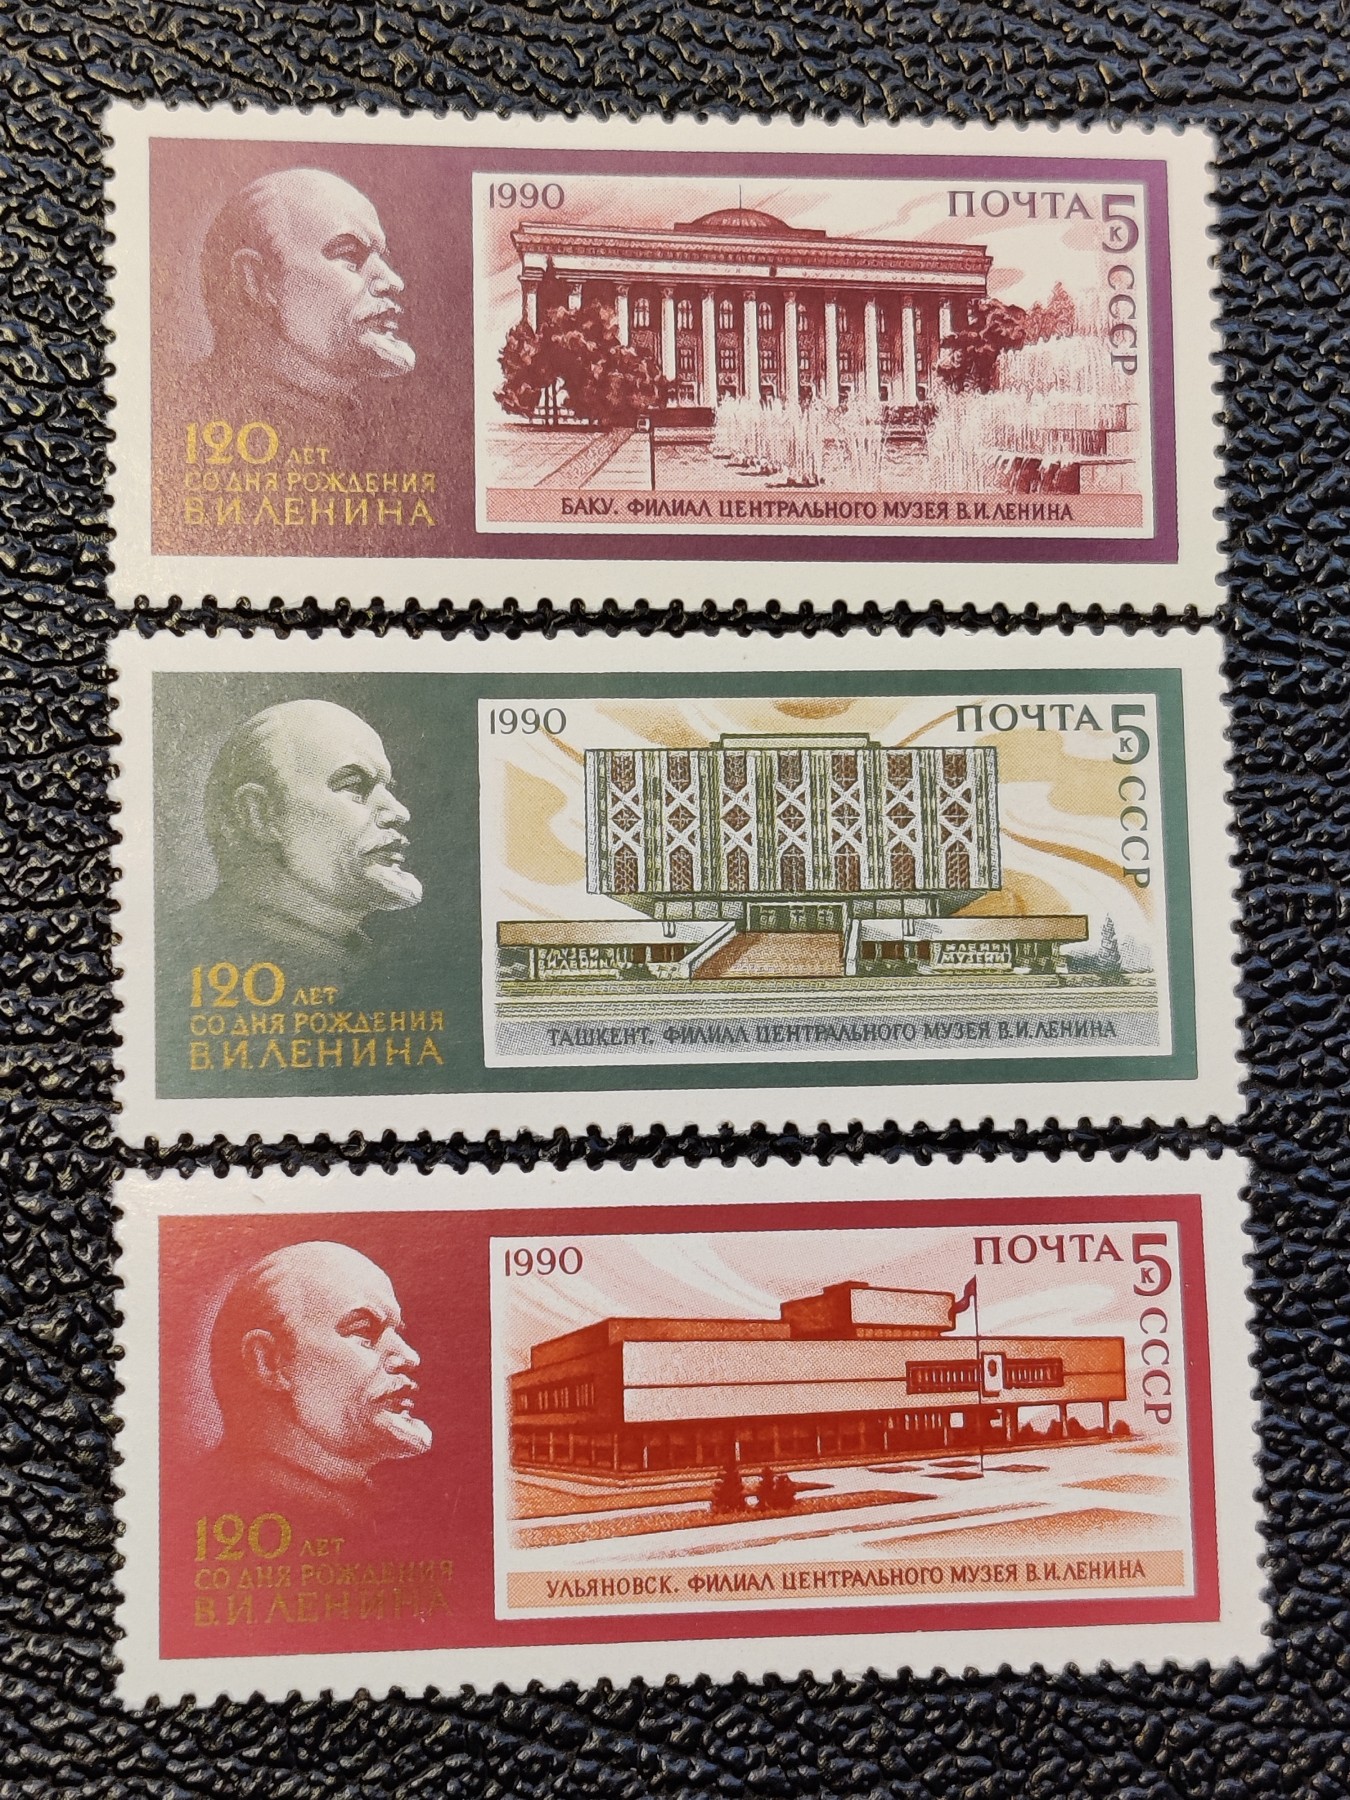 1990
ПОЧТА 5 к
СССР
120 ЛЕТ
СО ДНЯ РОЖДЕНИЯ
В.И.ЛЕНИНА
БАКУ. ФИЛИАЛ ЦЕНТРАЛЬНОГО МУЗЕЯ В.И.ЛЕНИНА
1990
ПОЧТА 5 к
СССР
МУЗЕЙ
В.И.ЛЕНИНА
120 ЛЕТ
СО ДНЯ РОЖДЕНИЯ
В.И.ЛЕНИНА
ТАШКЕНТ. ФИЛИАЛ ЦЕНТРАЛЬНОГО МУЗЕЯ В.И.ЛЕНИНА
1990
ПОЧТА 5 к
СССР
120 ЛЕТ
СО ДНЯ РОЖДЕНИЯ
В.И.ЛЕНИНА
УЛЬЯНОВСК. ФИЛИАЛ ЦЕНТРАЛЬНОГО МУЗЕЯ В.И.ЛЕНИНА